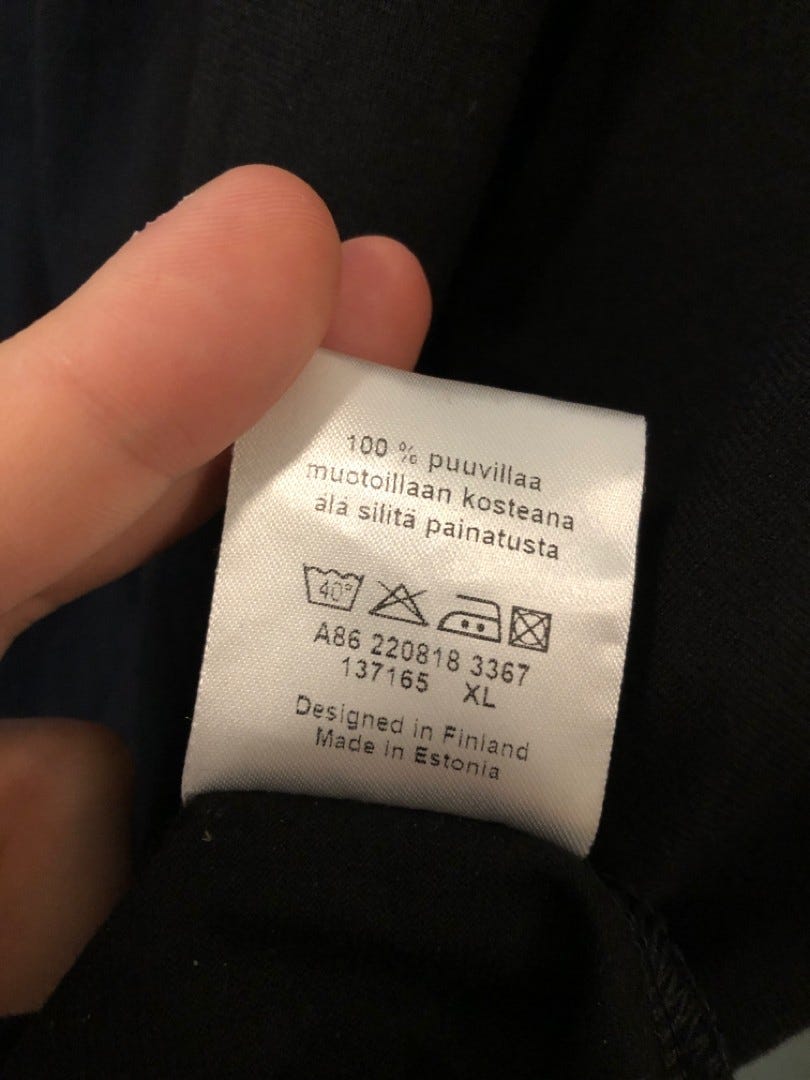 100 % puuvillaa
muotoillaan kosteana
älä silitä painatusta
40°
A86 220818 3367
137165 XL
Designed in Finland
Made in Estonia